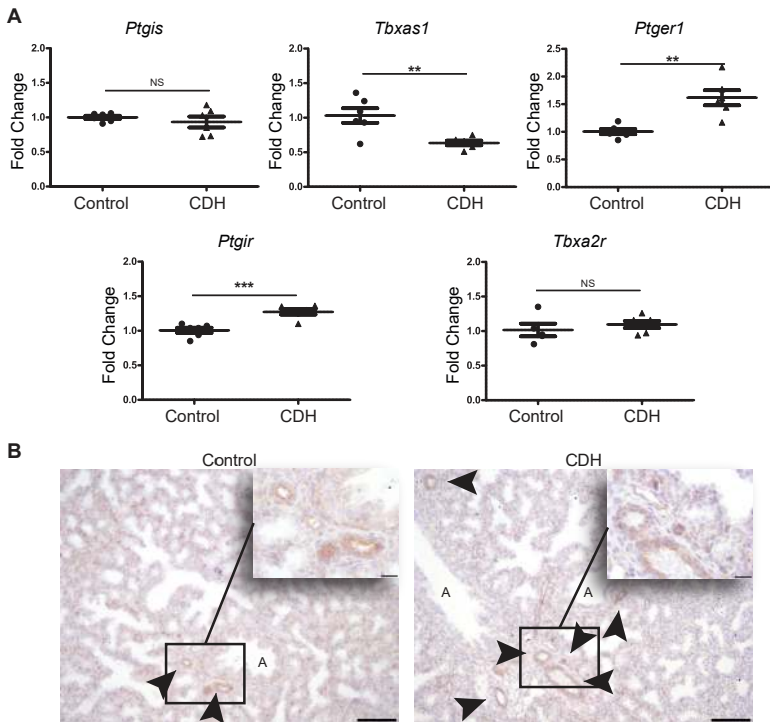 A
Ptgis
Tbxas1
Ptger1
2.0
1.5
1.0
0.5
0.0
Fold Change
NS
Control
CDH
2.0
1.5
1.0
0.5
0.0
Fold Change
**
Control
CDH
2.5
2.0
1.5
1.0
0.5
0.0
Fold Change
**
Control
CDH
Ptgir
Tbxa2r
2.0
1.5
1.0
0.5
0.0
Fold Change
***
Control
CDH
2.0
1.5
1.0
0.5
0.0
Fold Change
NS
Control
CDH
B
Control
CDH
A
A
A